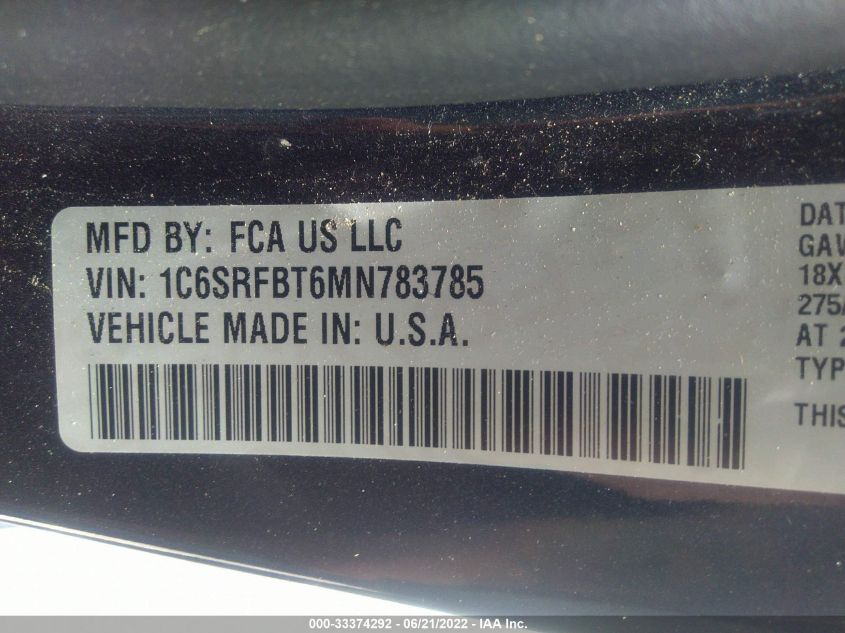 MFD BY: FCA US LLC
VIN: 1C6SRFBT6MN783785
VEHICLE MADE IN: U.S.A.
DAT
GAV
18X
275/
AT 2
TYP
THIS
000-33374292 - 06/21/2022 - IAA Inc.